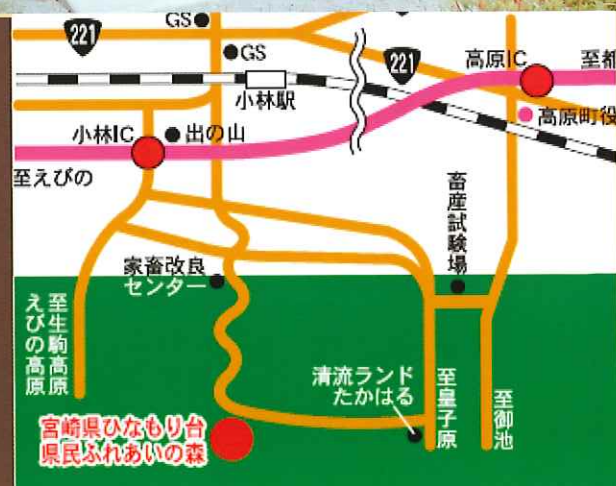 GS
221
GS
221
高原IC
至都
小林駅
高原町役
小林IC
出の山
至えびの
畜産試験場
家畜改良
センター
至生駒高原
えびの高原
清流ランド
たかはる
至皇子原
至御池
宮崎県ひなもり台
県民ふれあいの森